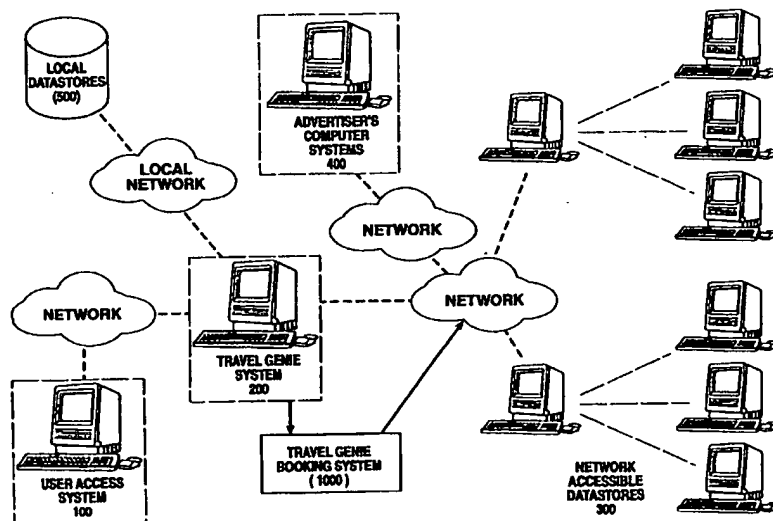 LOCAL
DATASTORES
(500)
ADVERTISER'S
COMPUTER
SYSTEMS
400
LOCAL
NETWORK
NETWORK
NETWORK
NETWORK
TRAVEL GENIE
SYSTEM
200
USER ACCESS
SYSTEM
100
TRAVEL GENIE
BOOKING SYSTEM
( 1000 )
NETWORK
ACCESSIBLE
DATASTORES
300